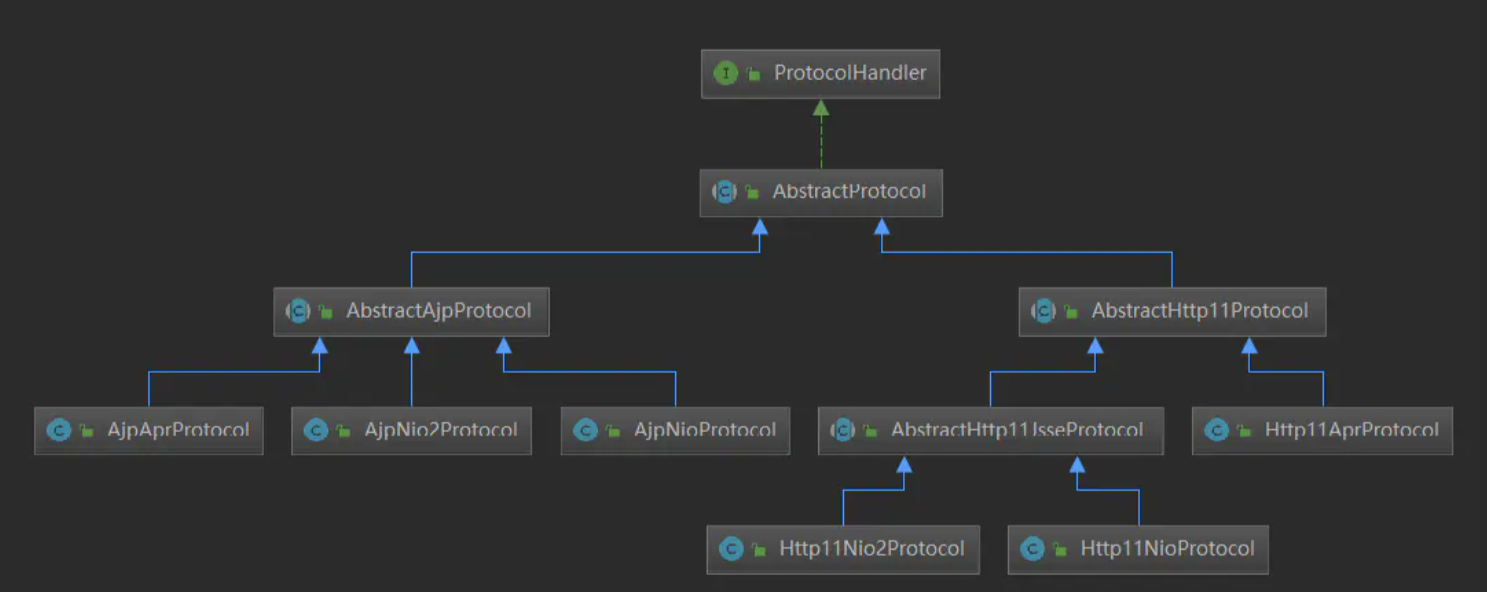 ProtocolHandler
AbstractProtocol
AbstractAjpProtocol
AbstractHttp11Protocol
AjpAprProtocol
AjpNio2Protocol
AjpNioProtocol
AbstractHttp11JsseProtocol
Http11AprProtocol
Http11Nio2Protocol
Http11NioProtocol